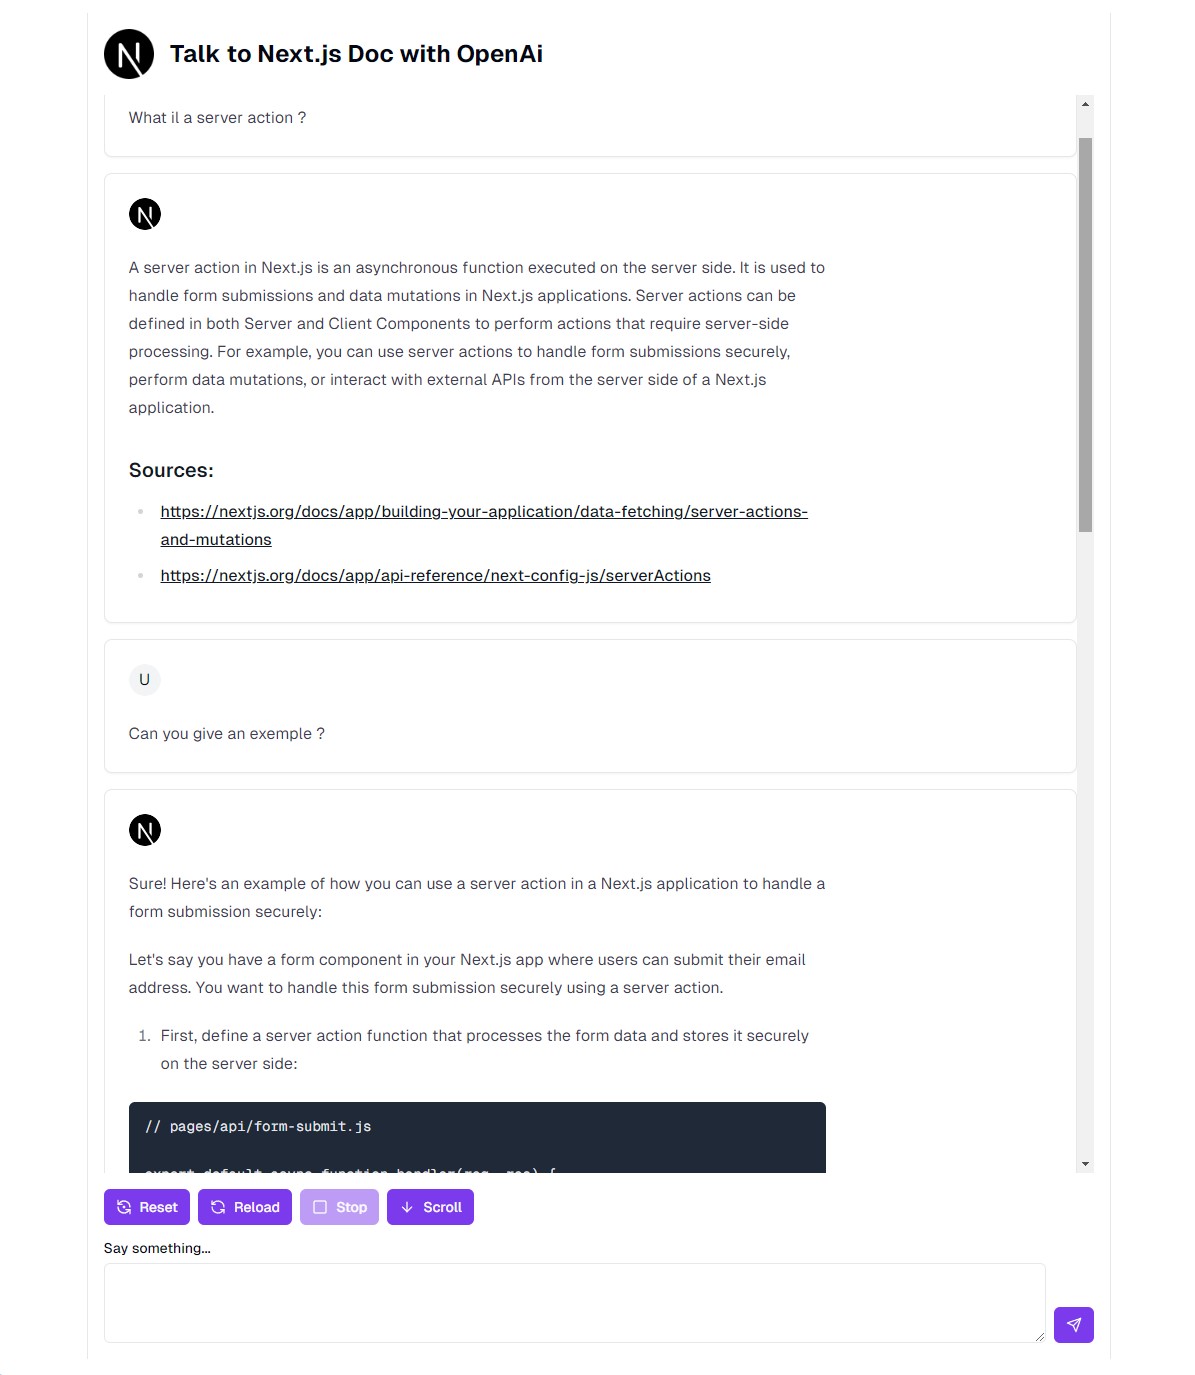 Talk to Next.js Doc with OpenAi
What il a server action ?
A server action in Next.js is an asynchronous function executed on the server side. It is used to
handle form submissions and data mutations in Next.js applications. Server actions can be
defined in both Server and Client Components to perform actions that require server-side
processing. For example, you can use server actions to handle form submissions securely,
perform data mutations, or interact with external APIs from the server side of a Next.js
application.
Sources:
https://nextjs.org/docs/app/building-your-application/data-fetching/server-actions-
and-mutations
https://nextjs.org/docs/app/api-reference/next-config-js/serverActions
U
Can you give an exemple ?
Sure! Here's an example of how you can use a server action in a Next.js application to handle a
form submission securely:
Let's say you have a form component in your Next.js app where users can submit their email
address. You want to handle this form submission securely using a server action.
1. First, define a server action function that processes the form data and stores it securely
on the server side:
// pages/api/form-submit.js
export default async function handler(req, res) {
Reset Reload Stop Scroll
Say something...